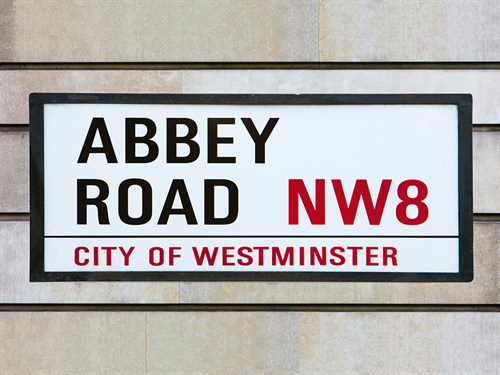 ABBEY
ROAD NW8
CITY OF WESTMINSTER